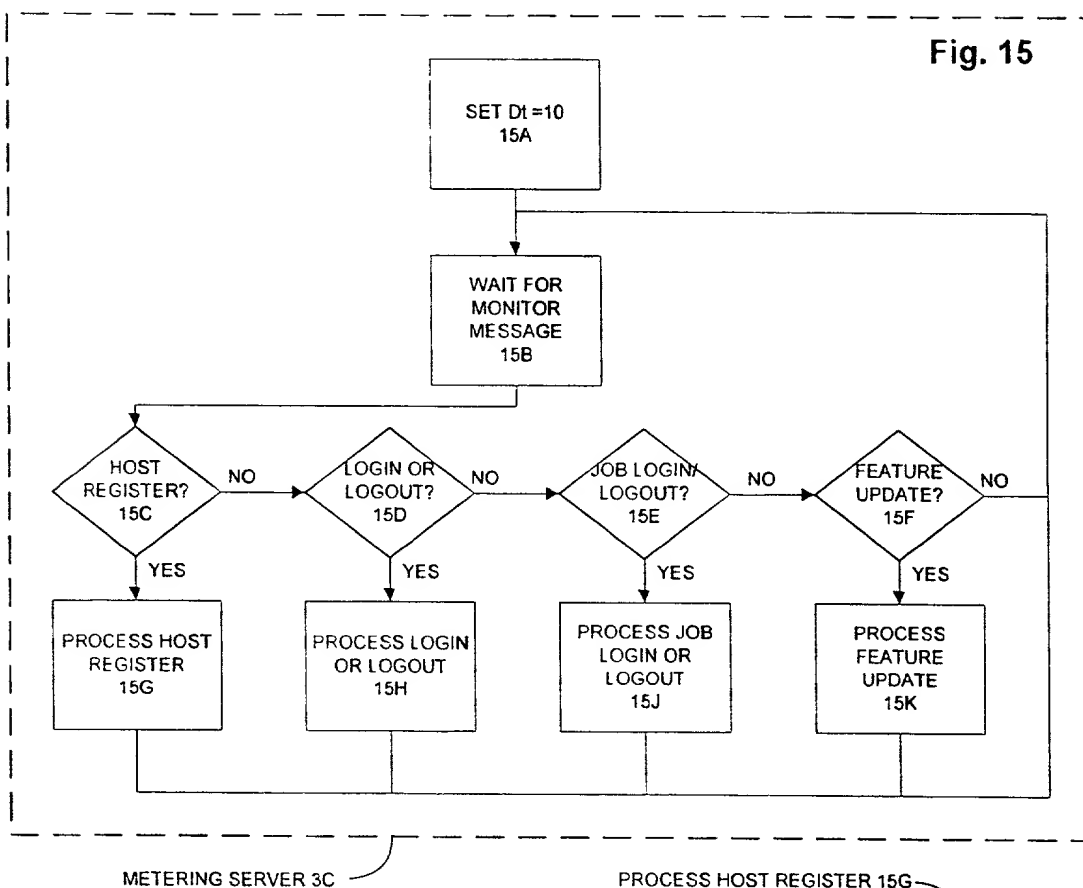 Fig. 15
SET Dt =10
15A
WAIT FOR
MONITOR
MESSAGE
15B
HOST
REGISTER?
15C
NO
LOGIN OR
LOGOUT?
15D
NO
JOB LOGIN/
LOGOUT?
15E
NO
FEATURE
UPDATE?
15F
NO
YES
YES
YES
YES
PROCESS HOST
REGISTER
15G
PROCESS LOGIN
OR LOGOUT
15H
PROCESS JOB
LOGIN OR
LOGOUT
15J
PROCESS
FEATURE
UPDATE
15K
METERING SERVER 3C
PROCESS HOST REGISTER 15G